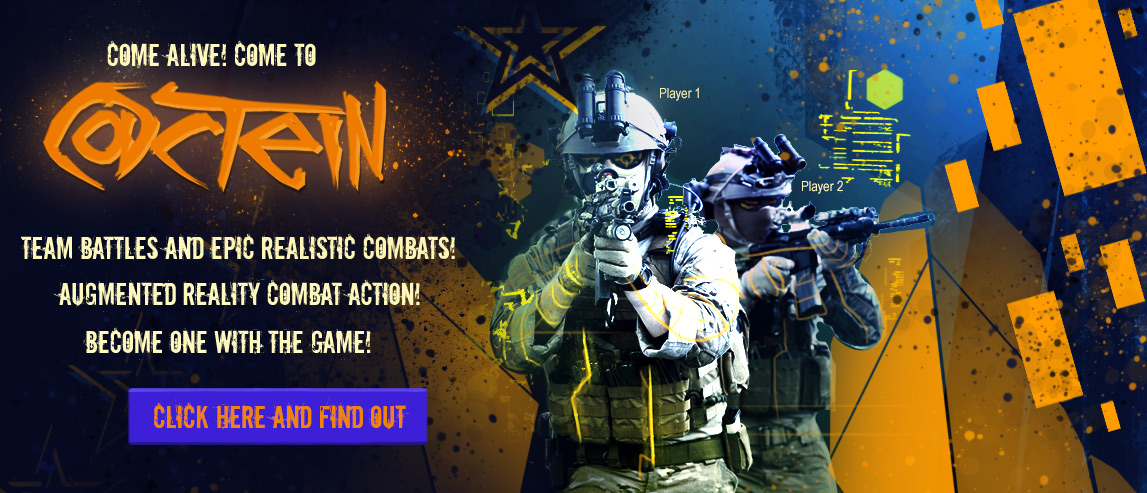 COME ALIVE! COME TO
COCTEIN
TEAM BATTLES AND EPIC REALISTIC COMBATS!
AUGMENTED REALITY COMBAT ACTION!
BECOME ONE WITH THE GAME!
CLICK HERE AND FIND OUT
Player 1
Player 2